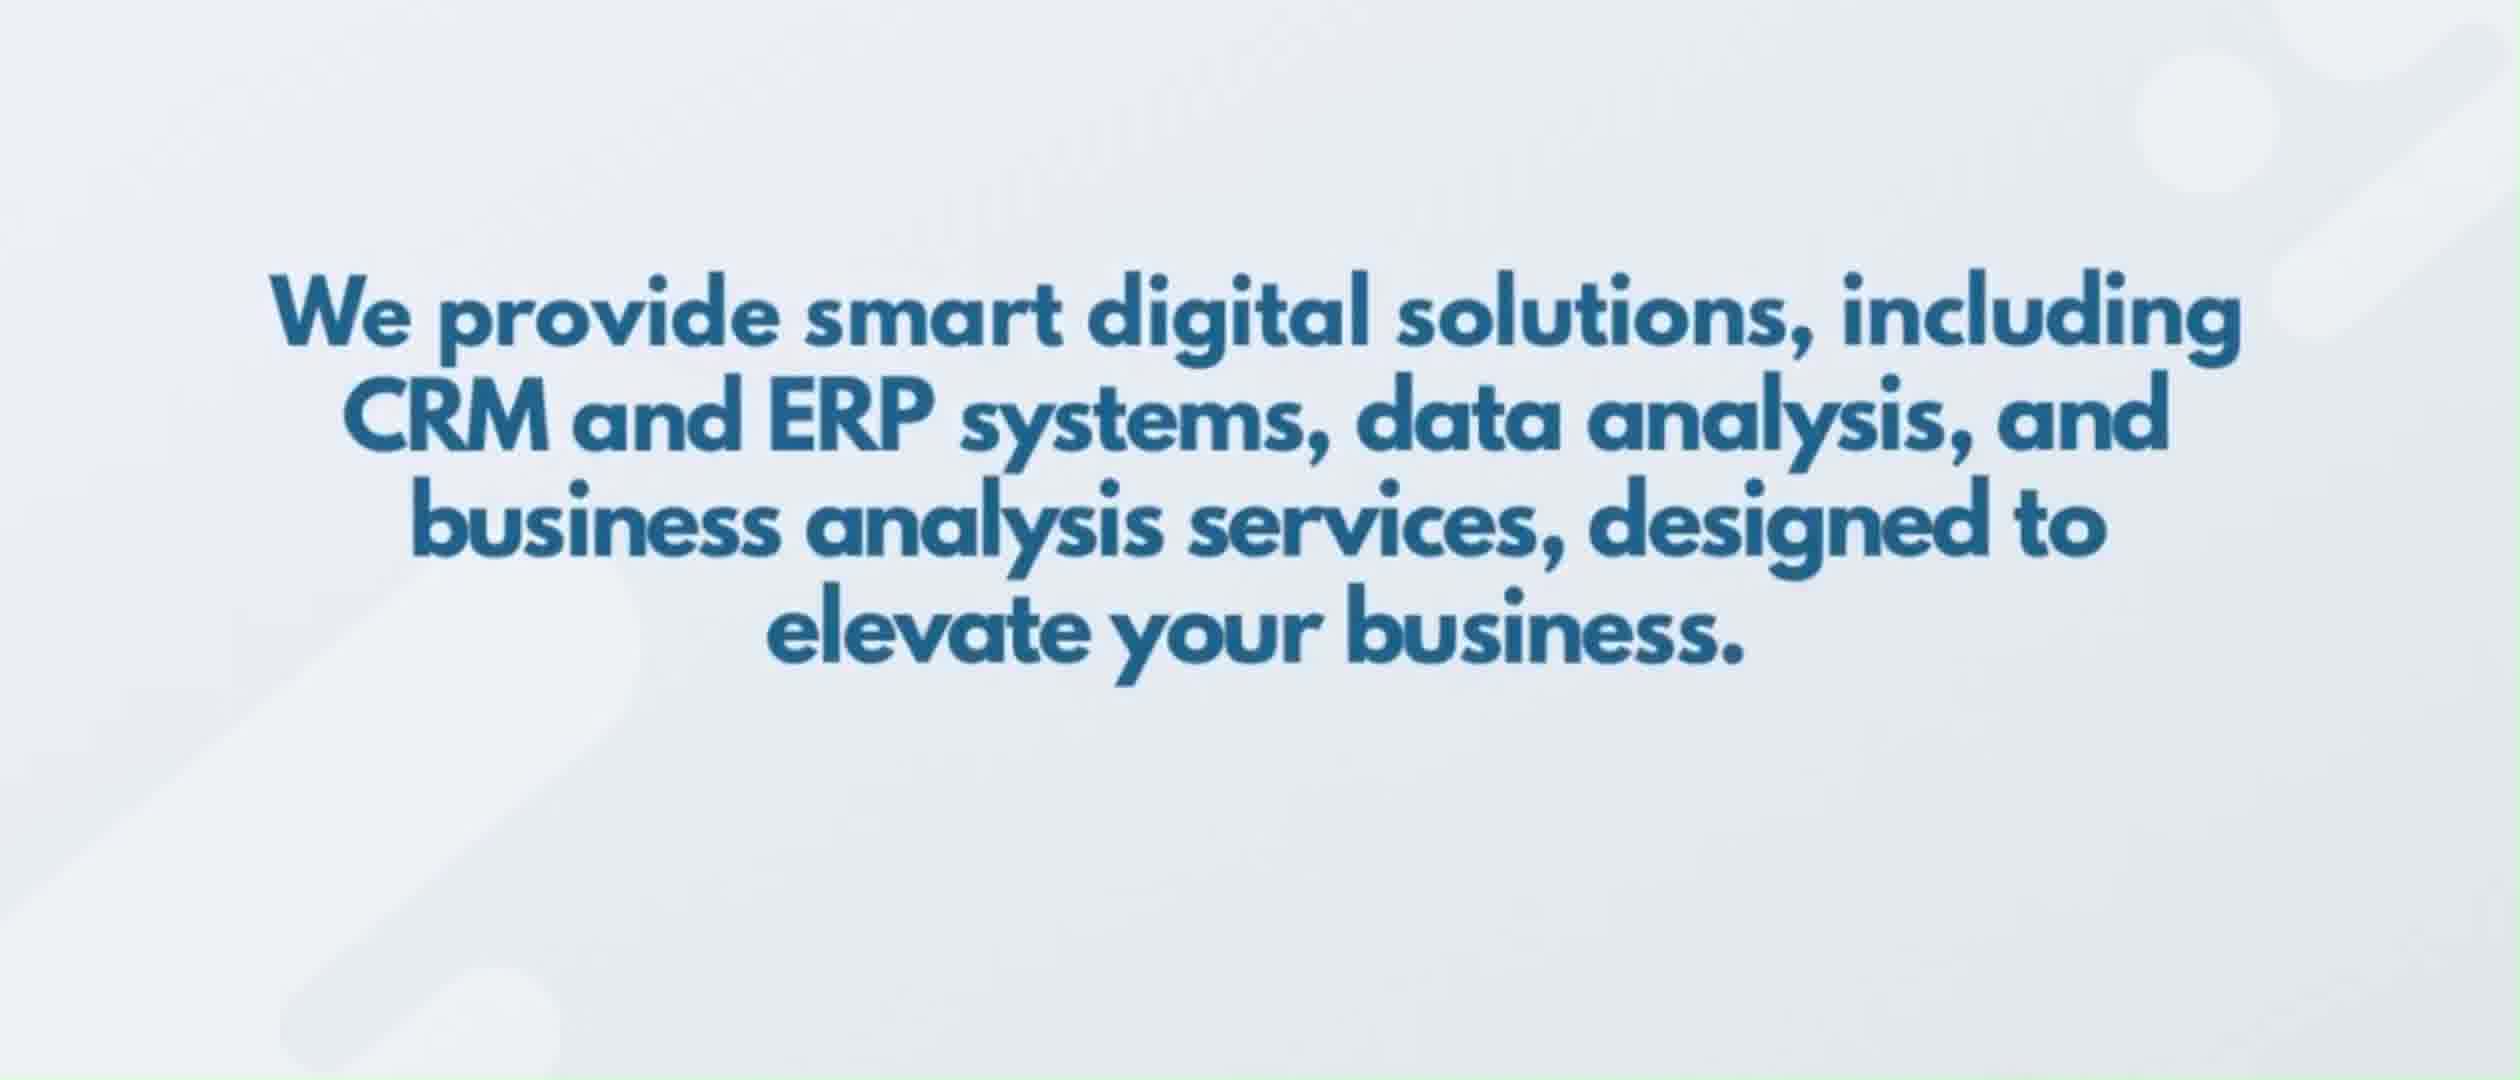 We provide smart digital solutions, including
CRM and ERP systems, data analysis, and
business analysis services, designed to
elevate your business.